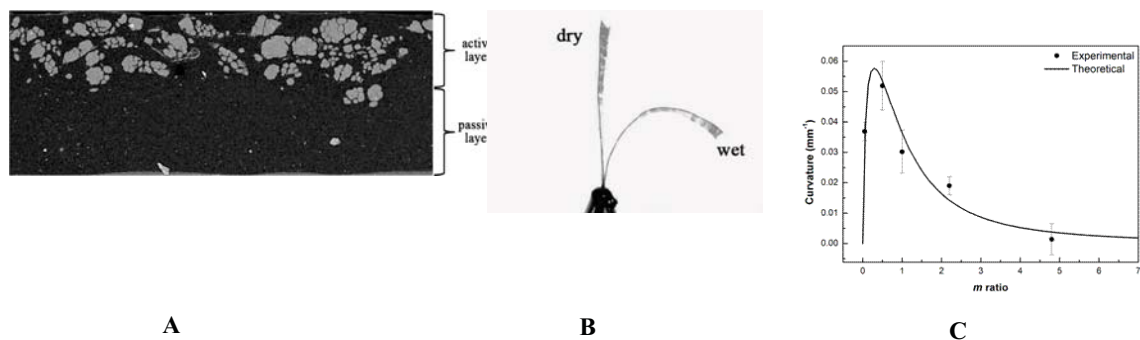 active
layer
passive
layer
A
dry
wet
B
Experimental
Theoretical
Curvature (mm⁻¹)
0.06
0.05
0.04
0.03
0.02
0.01
0.00
0 1 2 3 4 5 6 7
m ratio
C